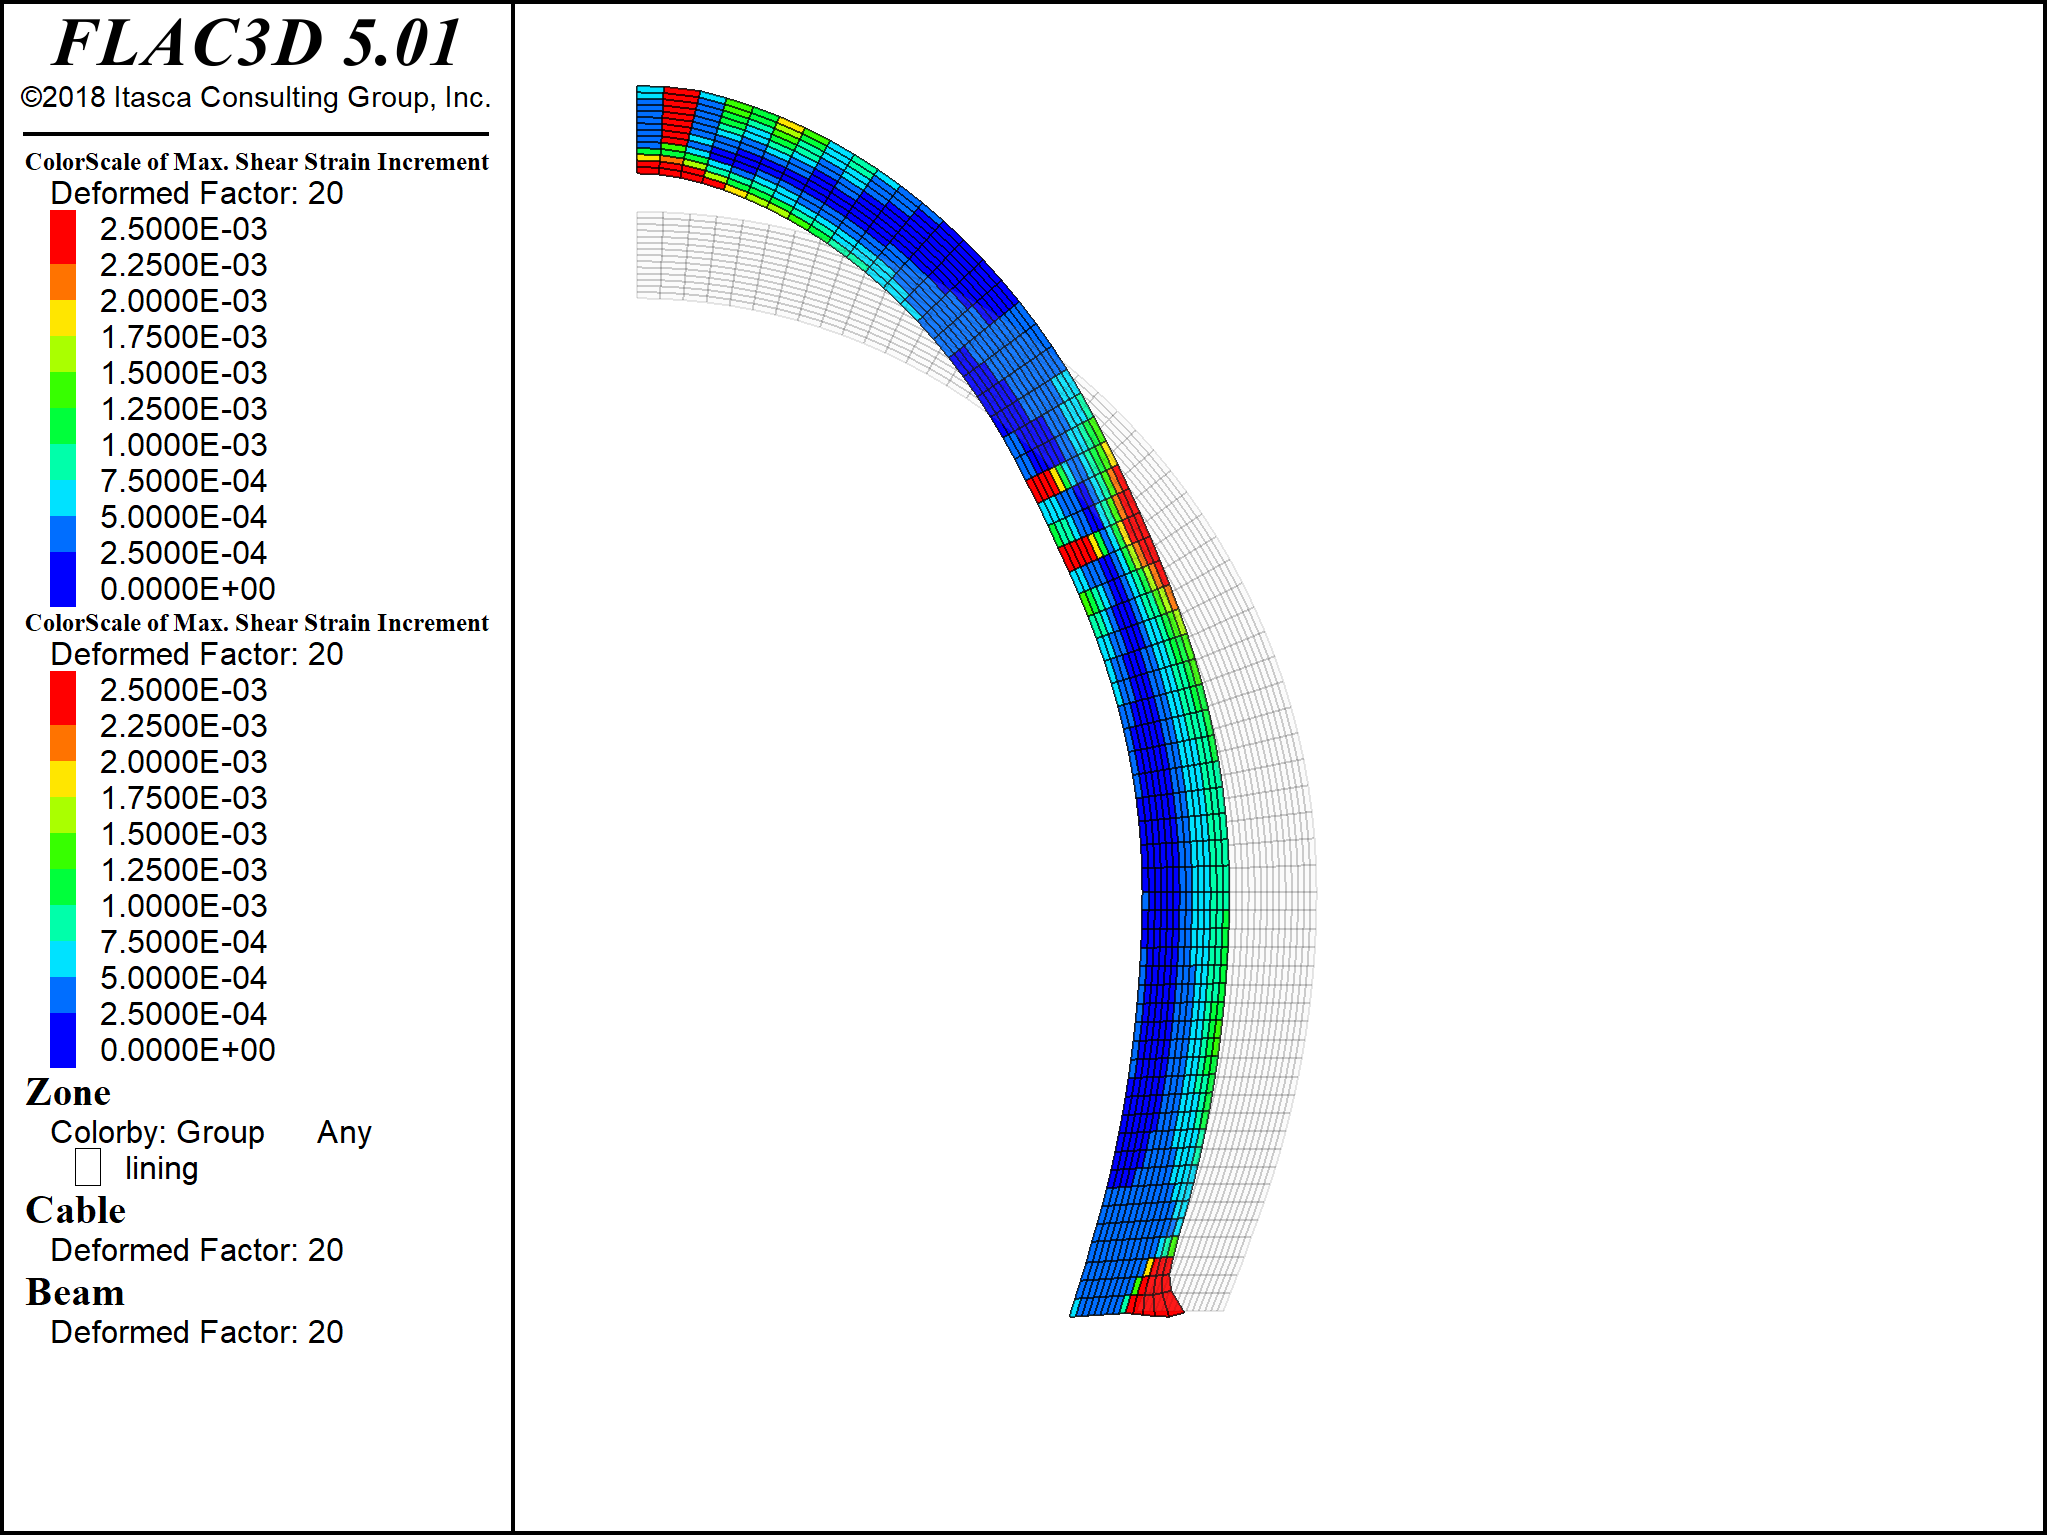 FLAC3D 5.01
©2018 Itasca Consulting Group, Inc.
ColorScale of Max. Shear Strain Increment
Deformed Factor: 20
2.5000E-03
2.2500E-03
2.0000E-03
1.7500E-03
1.5000E-03
1.2500E-03
1.0000E-03
7.5000E-04
5.0000E-04
2.5000E-04
0.0000E+00
ColorScale of Max. Shear Strain Increment
Deformed Factor: 20
2.5000E-03
2.2500E-03
2.0000E-03
1.7500E-03
1.5000E-03
1.2500E-03
1.0000E-03
7.5000E-04
5.0000E-04
2.5000E-04
0.0000E+00
Zone
Colorby: Group Any
lining
Cable
Deformed Factor: 20
Beam
Deformed Factor: 20